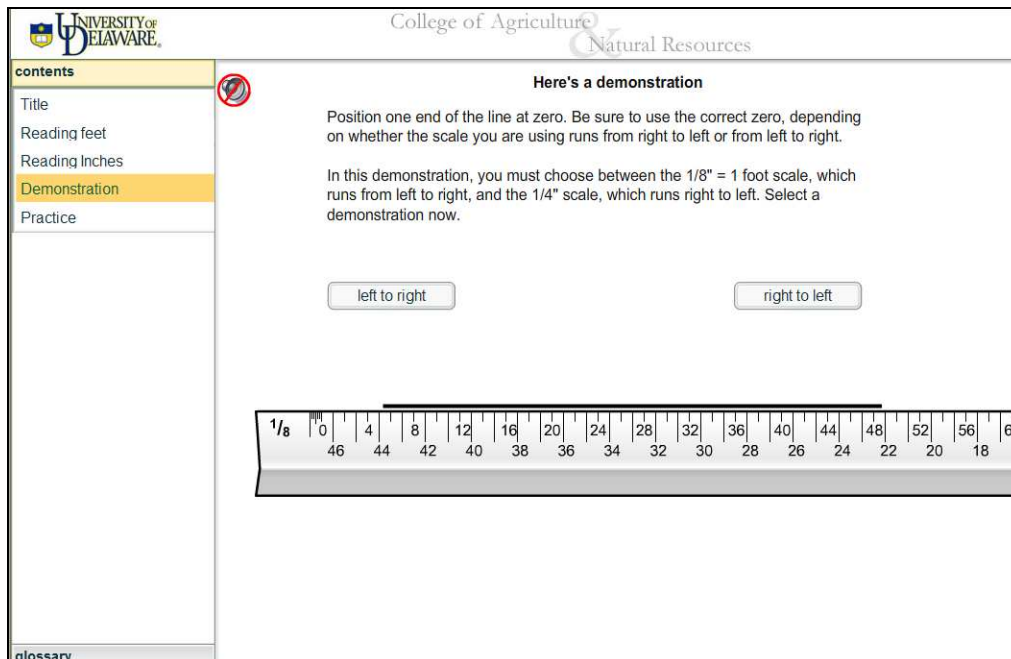 UNIVERSITY OF
DELAWARE.
College of Agriculture
& Natural Resources
contents
Title
Reading feet
Reading Inches
Demonstration
Practice
Here's a demonstration
Position one end of the line at zero. Be sure to use the correct zero, depending
on whether the scale you are using runs from right to left or from left to right.
In this demonstration, you must choose between the 1/8" = 1 foot scale, which
runs from left to right, and the 1/4" scale, which runs right to left. Select a
demonstration now.
left to right
right to left
1/8 0 4 8 12 16 20 24 28 32 36 40 44 48 52 56 6
46 44 42 40 38 36 34 32 30 28 26 24 22 20 18
glossary